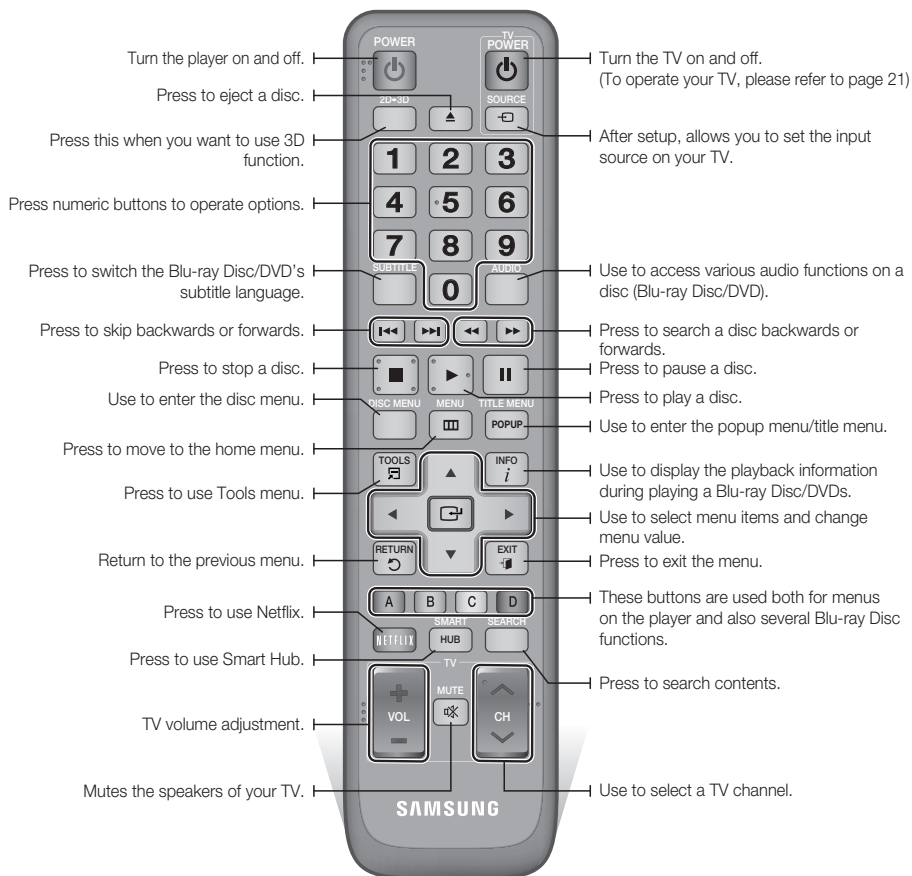 POWER
TV
POWER
Turn the player on and off.
Turn the TV on and off.
(To operate your TV, please refer to page 21)
Press to eject a disc.
2D➔3D
SOURCE
Press this when you want to use 3D
function.
After setup, allows you to set the input
source on your TV.
1 2 3
4 5 6
7 8 9
0
Press numeric buttons to operate options.
SUBTITLE
AUDIO
Press to switch the Blu-ray Disc/DVD's
subtitle language.
Use to access various audio functions on a
disc (Blu-ray Disc/DVD).
Press to skip backwards or forwards.
Press to search a disc backwards or
forwards.
Press to stop a disc.
Press to pause a disc.
Use to enter the disc menu.
Press to play a disc.
DISC MENU MENU TITLE MENU
POPUP
Use to enter the popup menu/title menu.
Press to move to the home menu.
TOOLS
INFO
i
Press to use Tools menu.
Use to display the playback information
during playing a Blu-ray Disc/DVDs.
Use to select menu items and change
menu value.
RETURN
EXIT
Return to the previous menu.
Press to exit the menu.
A B C D
These buttons are used both for menus
on the player and also several Blu-ray Disc
functions.
Press to use Netflix.
NETFLIX
SMART
HUB
SEARCH
Press to use Smart Hub.
Press to search contents.
TV
VOL
MUTE
CH
TV volume adjustment.
Mutes the speakers of your TV.
Use to select a TV channel.
SAMSUNG